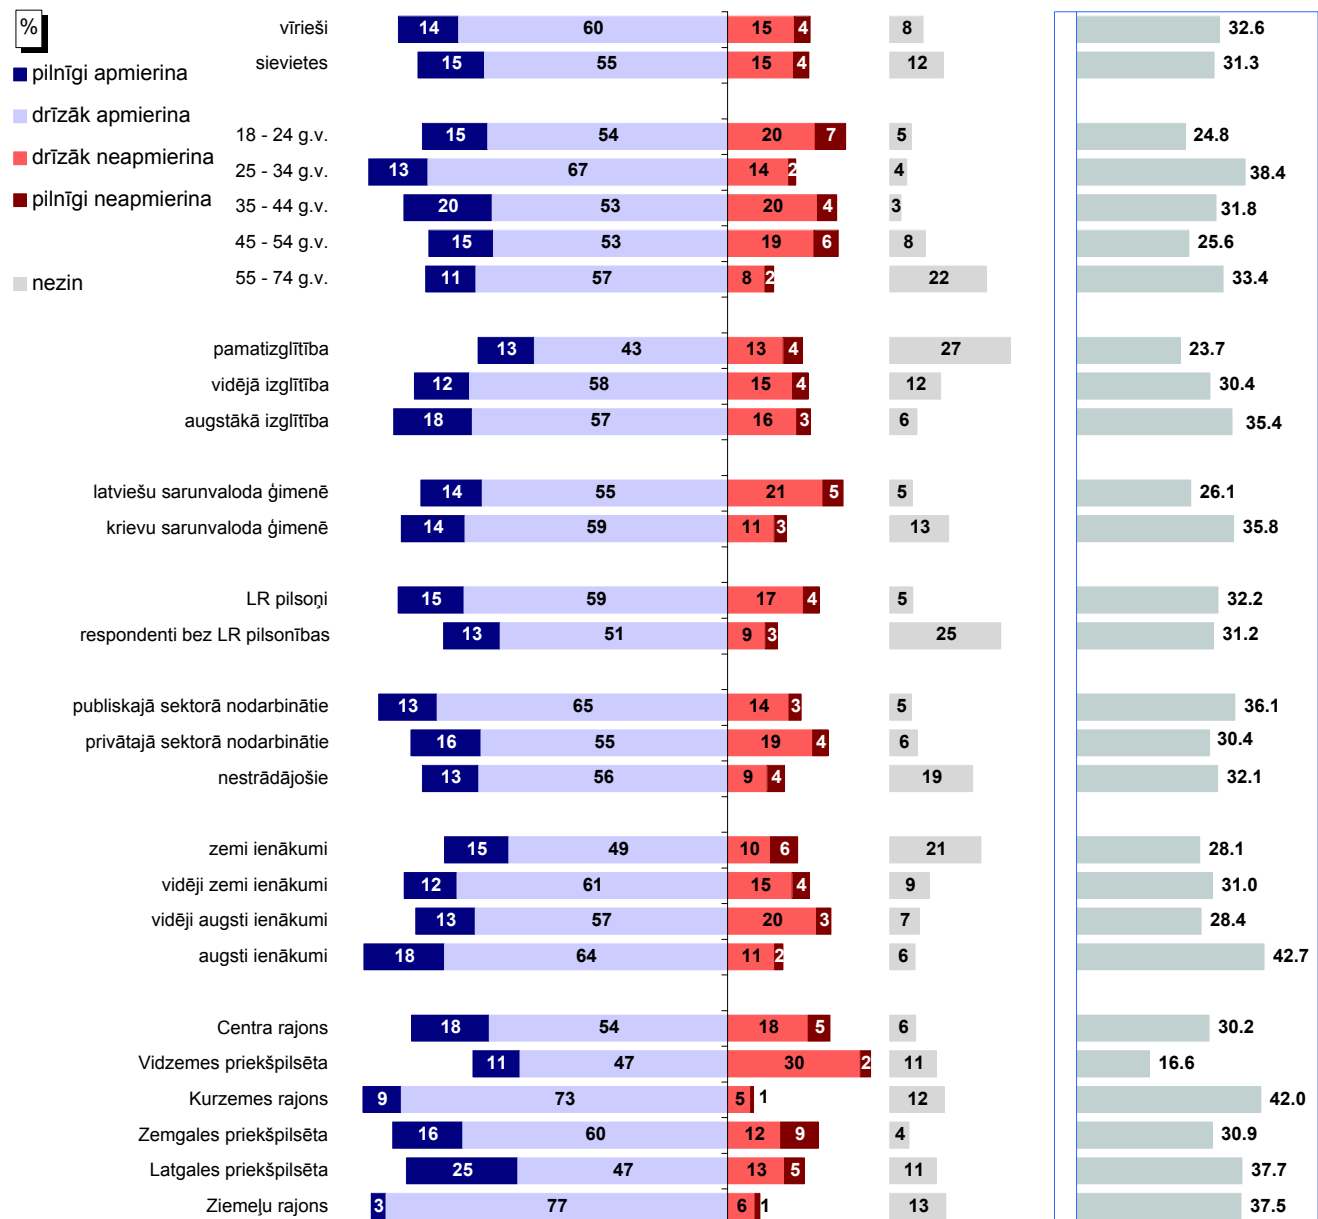 %
pilnīgi apmierina
drīzāk apmierina
drīzāk neapmierina
pilnīgi neapmierina
nezin
vīrieši 14 60 15 4 8 32.6
sievietes 15 55 15 4 12 31.3
18 - 24 g.v. 15 54 20 7 5 24.8
25 - 34 g.v. 13 67 14 2 4 38.4
35 - 44 g.v. 20 53 20 4 3 31.8
45 - 54 g.v. 15 53 19 6 8 25.6
55 - 74 g.v. 11 57 8 2 22 33.4
pamatizglītība 13 43 13 4 27 23.7
vidējā izglītība 12 58 15 4 12 30.4
augstākā izglītība 18 57 16 3 6 35.4
latviešu sarunvaloda ģimenē 14 55 21 5 5 26.1
krievu sarunvaloda ģimenē 14 59 11 3 13 35.8
LR pilsoņi 15 59 17 4 5 32.2
respondenti bez LR pilsonības 13 51 9 3 25 31.2
publiskajā sektorā nodarbinātie 13 65 14 3 5 36.1
privātajā sektorā nodarbinātie 16 55 19 4 6 30.4
nestrādājošie 13 56 9 4 19 32.1
zemi ienākumi 15 49 10 6 21 28.1
vidēji zemi ienākumi 12 61 15 4 9 31.0
vidēji augsti ienākumi 13 57 20 3 7 28.4
augsti ienākumi 18 64 11 2 6 42.7
Centra rajons 18 54 18 5 6 30.2
Vidzemes priekšpilsēta 11 47 30 2 11 16.6
Kurzemes rajons 9 73 5 1 12 42.0
Zemgales priekšpilsēta 16 60 12 9 4 30.9
Latgales priekšpilsēta 25 47 13 5 11 37.7
Ziemeļu rajons 3 77 6 1 13 37.5